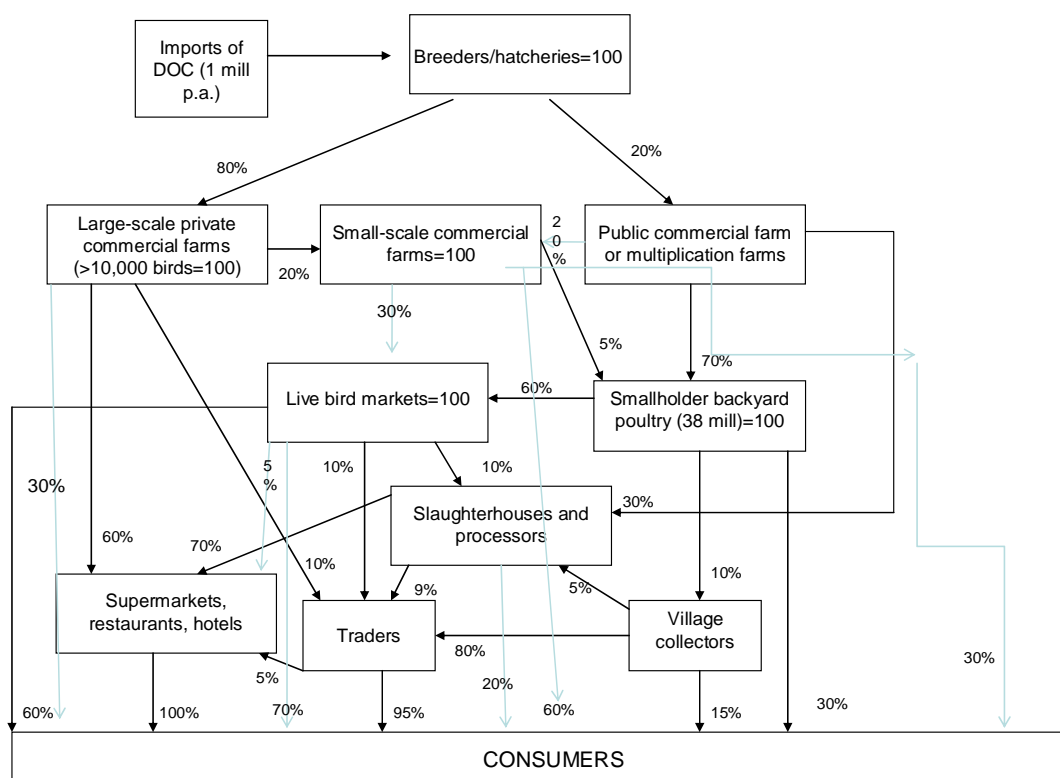 Imports of
DOC (1 mill
p.a.)
Breeders/hatcheries=100
80%
20%
Large-scale private
commercial farms
(>10,000 birds=100)
20%
Small-scale commercial
farms=100
2
0
%
Public commercial farm
or multiplication farms
30%
5%
70%
Live bird markets=100
60%
Smallholder backyard
poultry (38 mill)=100
30%
5
%
10%
10%
Slaughterhouses and
processors
30%
60%
70%
10%
9%
5%
10%
Supermarkets,
restaurants, hotels
Traders
Village
collectors
80%
5%
20%
30%
60%
100%
70%
95%
60%
15%
30%
CONSUMERS